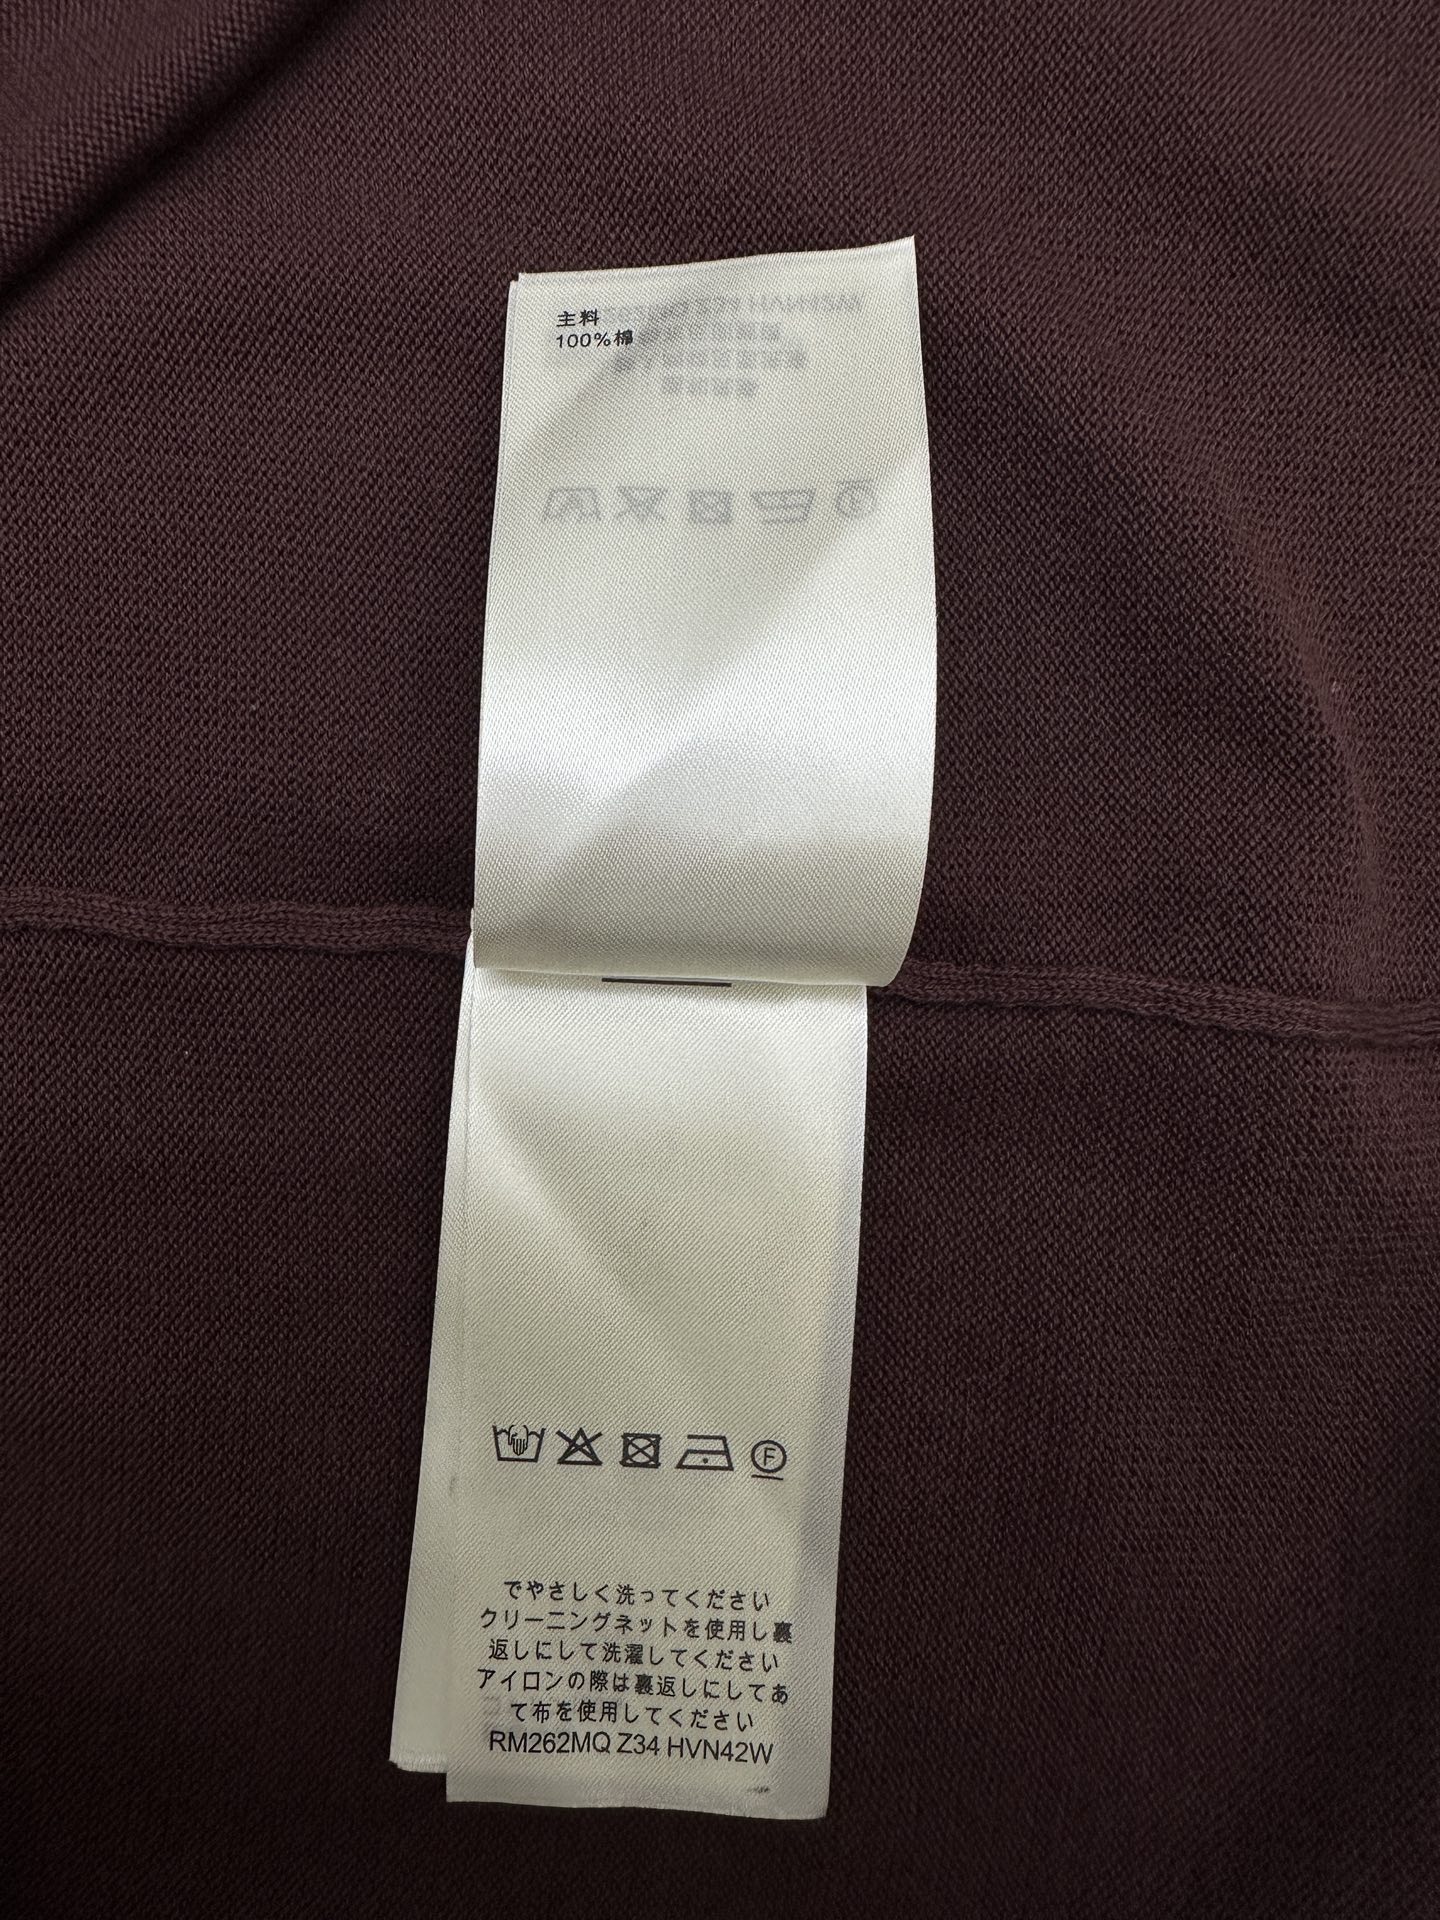 主料
100%棉
F
でやさしく洗ってください
クリーニングネットを使用し裏
返しにして洗濯してください
アイロンの際は裏返しにしてあ
て布を使用してください
RM262MQ Z34 HVN42W